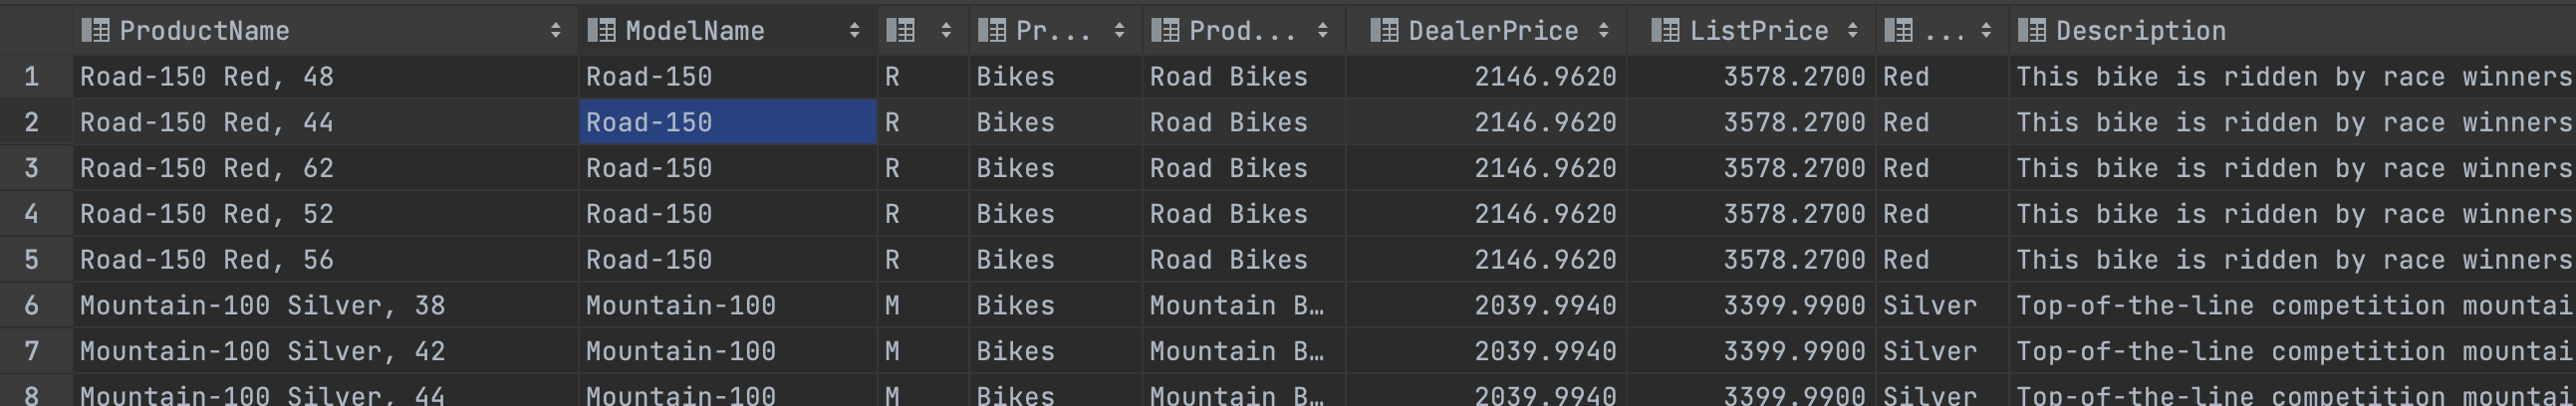 ProductName ModelName Pr... Prod... DealerPrice ListPrice ... Description
1 Road-150 Red, 48 Road-150 R Bikes Road Bikes 2146.9620 3578.2700 Red This bike is ridden by race winners
2 Road-150 Red, 44 Road-150 R Bikes Road Bikes 2146.9620 3578.2700 Red This bike is ridden by race winners
3 Road-150 Red, 62 Road-150 R Bikes Road Bikes 2146.9620 3578.2700 Red This bike is ridden by race winners
4 Road-150 Red, 52 Road-150 R Bikes Road Bikes 2146.9620 3578.2700 Red This bike is ridden by race winners
5 Road-150 Red, 56 Road-150 R Bikes Road Bikes 2146.9620 3578.2700 Red This bike is ridden by race winners
6 Mountain-100 Silver, 38 Mountain-100 M Bikes Mountain B… 2039.9940 3399.9900 Silver Top-of-the-line competition mountai
7 Mountain-100 Silver, 42 Mountain-100 M Bikes Mountain B… 2039.9940 3399.9900 Silver Top-of-the-line competition mountai
8 Mountain-100 Silver, 44 Mountain-100 M Bikes Mountain B… 2039.9940 3399.9900 Silver Top-of-the-line competition mountai